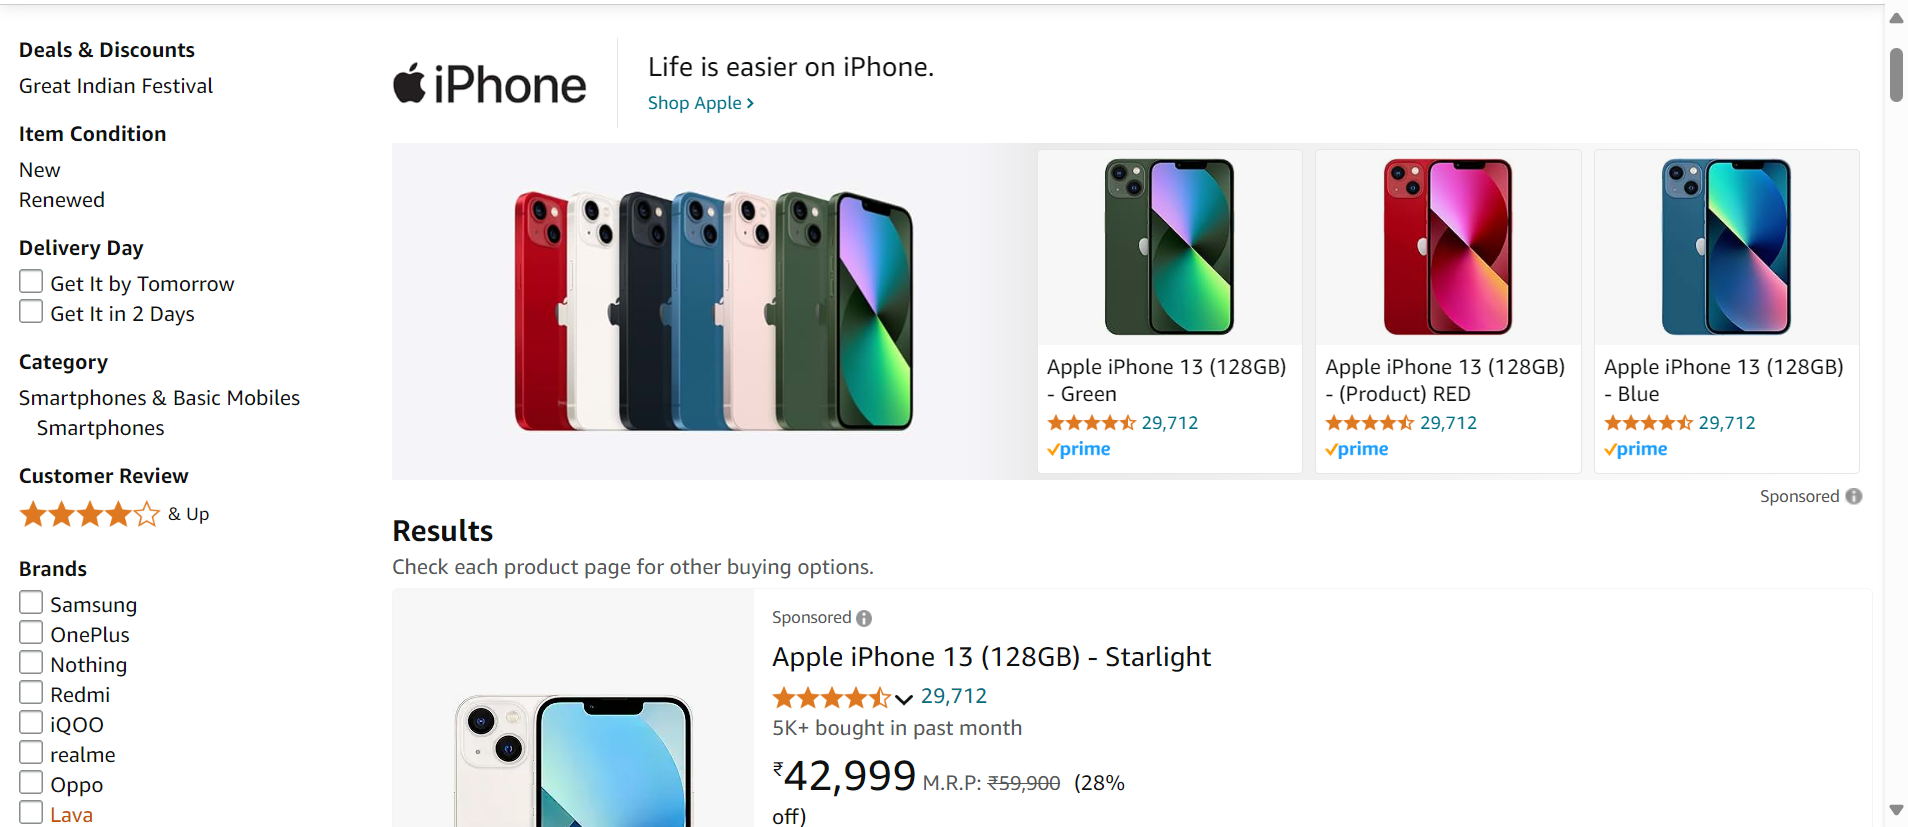 Deals & Discounts
Great Indian Festival
Item Condition
New
Renewed
Delivery Day
Get It by Tomorrow
Get It in 2 Days
Category
Smartphones & Basic Mobiles
Smartphones
Customer Review
& Up
Brands
Samsung
OnePlus
Nothing
Redmi
iQOO
realme
Oppo
Lava
iPhone
Life is easier on iPhone.
Shop Apple ›
Apple iPhone 13 (128GB)
- Green
29,712
prime
Apple iPhone 13 (128GB)
- (Product) RED
29,712
prime
Apple iPhone 13 (128GB)
- Blue
29,712
prime
Sponsored
Results
Check each product page for other buying options.
Sponsored
Apple iPhone 13 (128GB) - Starlight
29,712
5K+ bought in past month
₹42,999 M.R.P: ₹59,900 (28%
off)